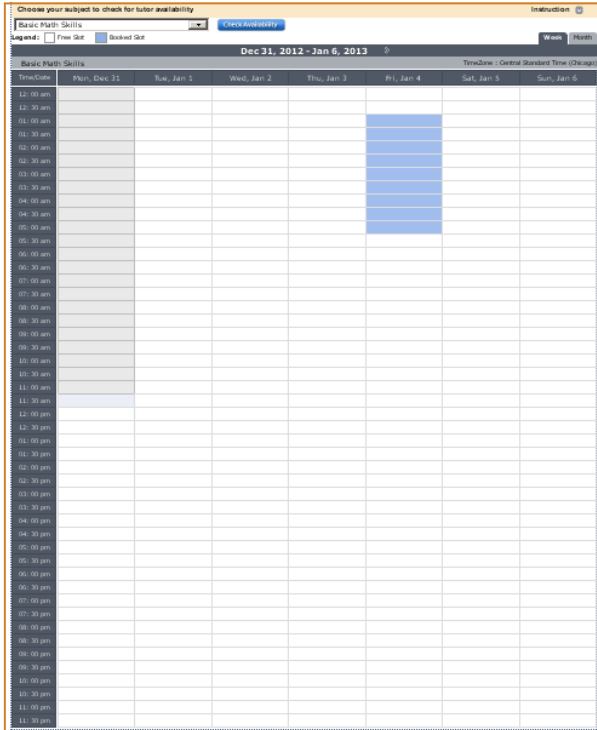 Choose your subject to check for tutor availability Instruction
Basic Math Skills Check Availability
Legend: Free Slot Booked Slot Week Month
Dec 31, 2012 - Jan 6, 2013
Basic Math Skills TimeZone : Central Standard Time (Chicago)
Time/Date Mon, Dec 31 Tue, Jan 1 Wed, Jan 2 Thu, Jan 3 Fri, Jan 4 Sat, Jan 5 Sun, Jan 6
12: 00 am
12: 30 am
01: 00 am
01: 30 am
02: 00 am
02: 30 am
03: 00 am
03: 30 am
04: 00 am
04: 30 am
05: 00 am
05: 30 am
06: 00 am
06: 30 am
07: 00 am
07: 30 am
08: 00 am
08: 30 am
09: 00 am
09: 30 am
10: 00 am
10: 30 am
11: 00 am
11: 30 am
12: 00 pm
12: 30 pm
01: 00 pm
01: 30 pm
02: 00 pm
02: 30 pm
03: 00 pm
03: 30 pm
04: 00 pm
04: 30 pm
05: 00 pm
05: 30 pm
06: 00 pm
06: 30 pm
07: 00 pm
07: 30 pm
08: 00 pm
08: 30 pm
09: 00 pm
09: 30 pm
10: 00 pm
10: 30 pm
11: 00 pm
11: 30 pm